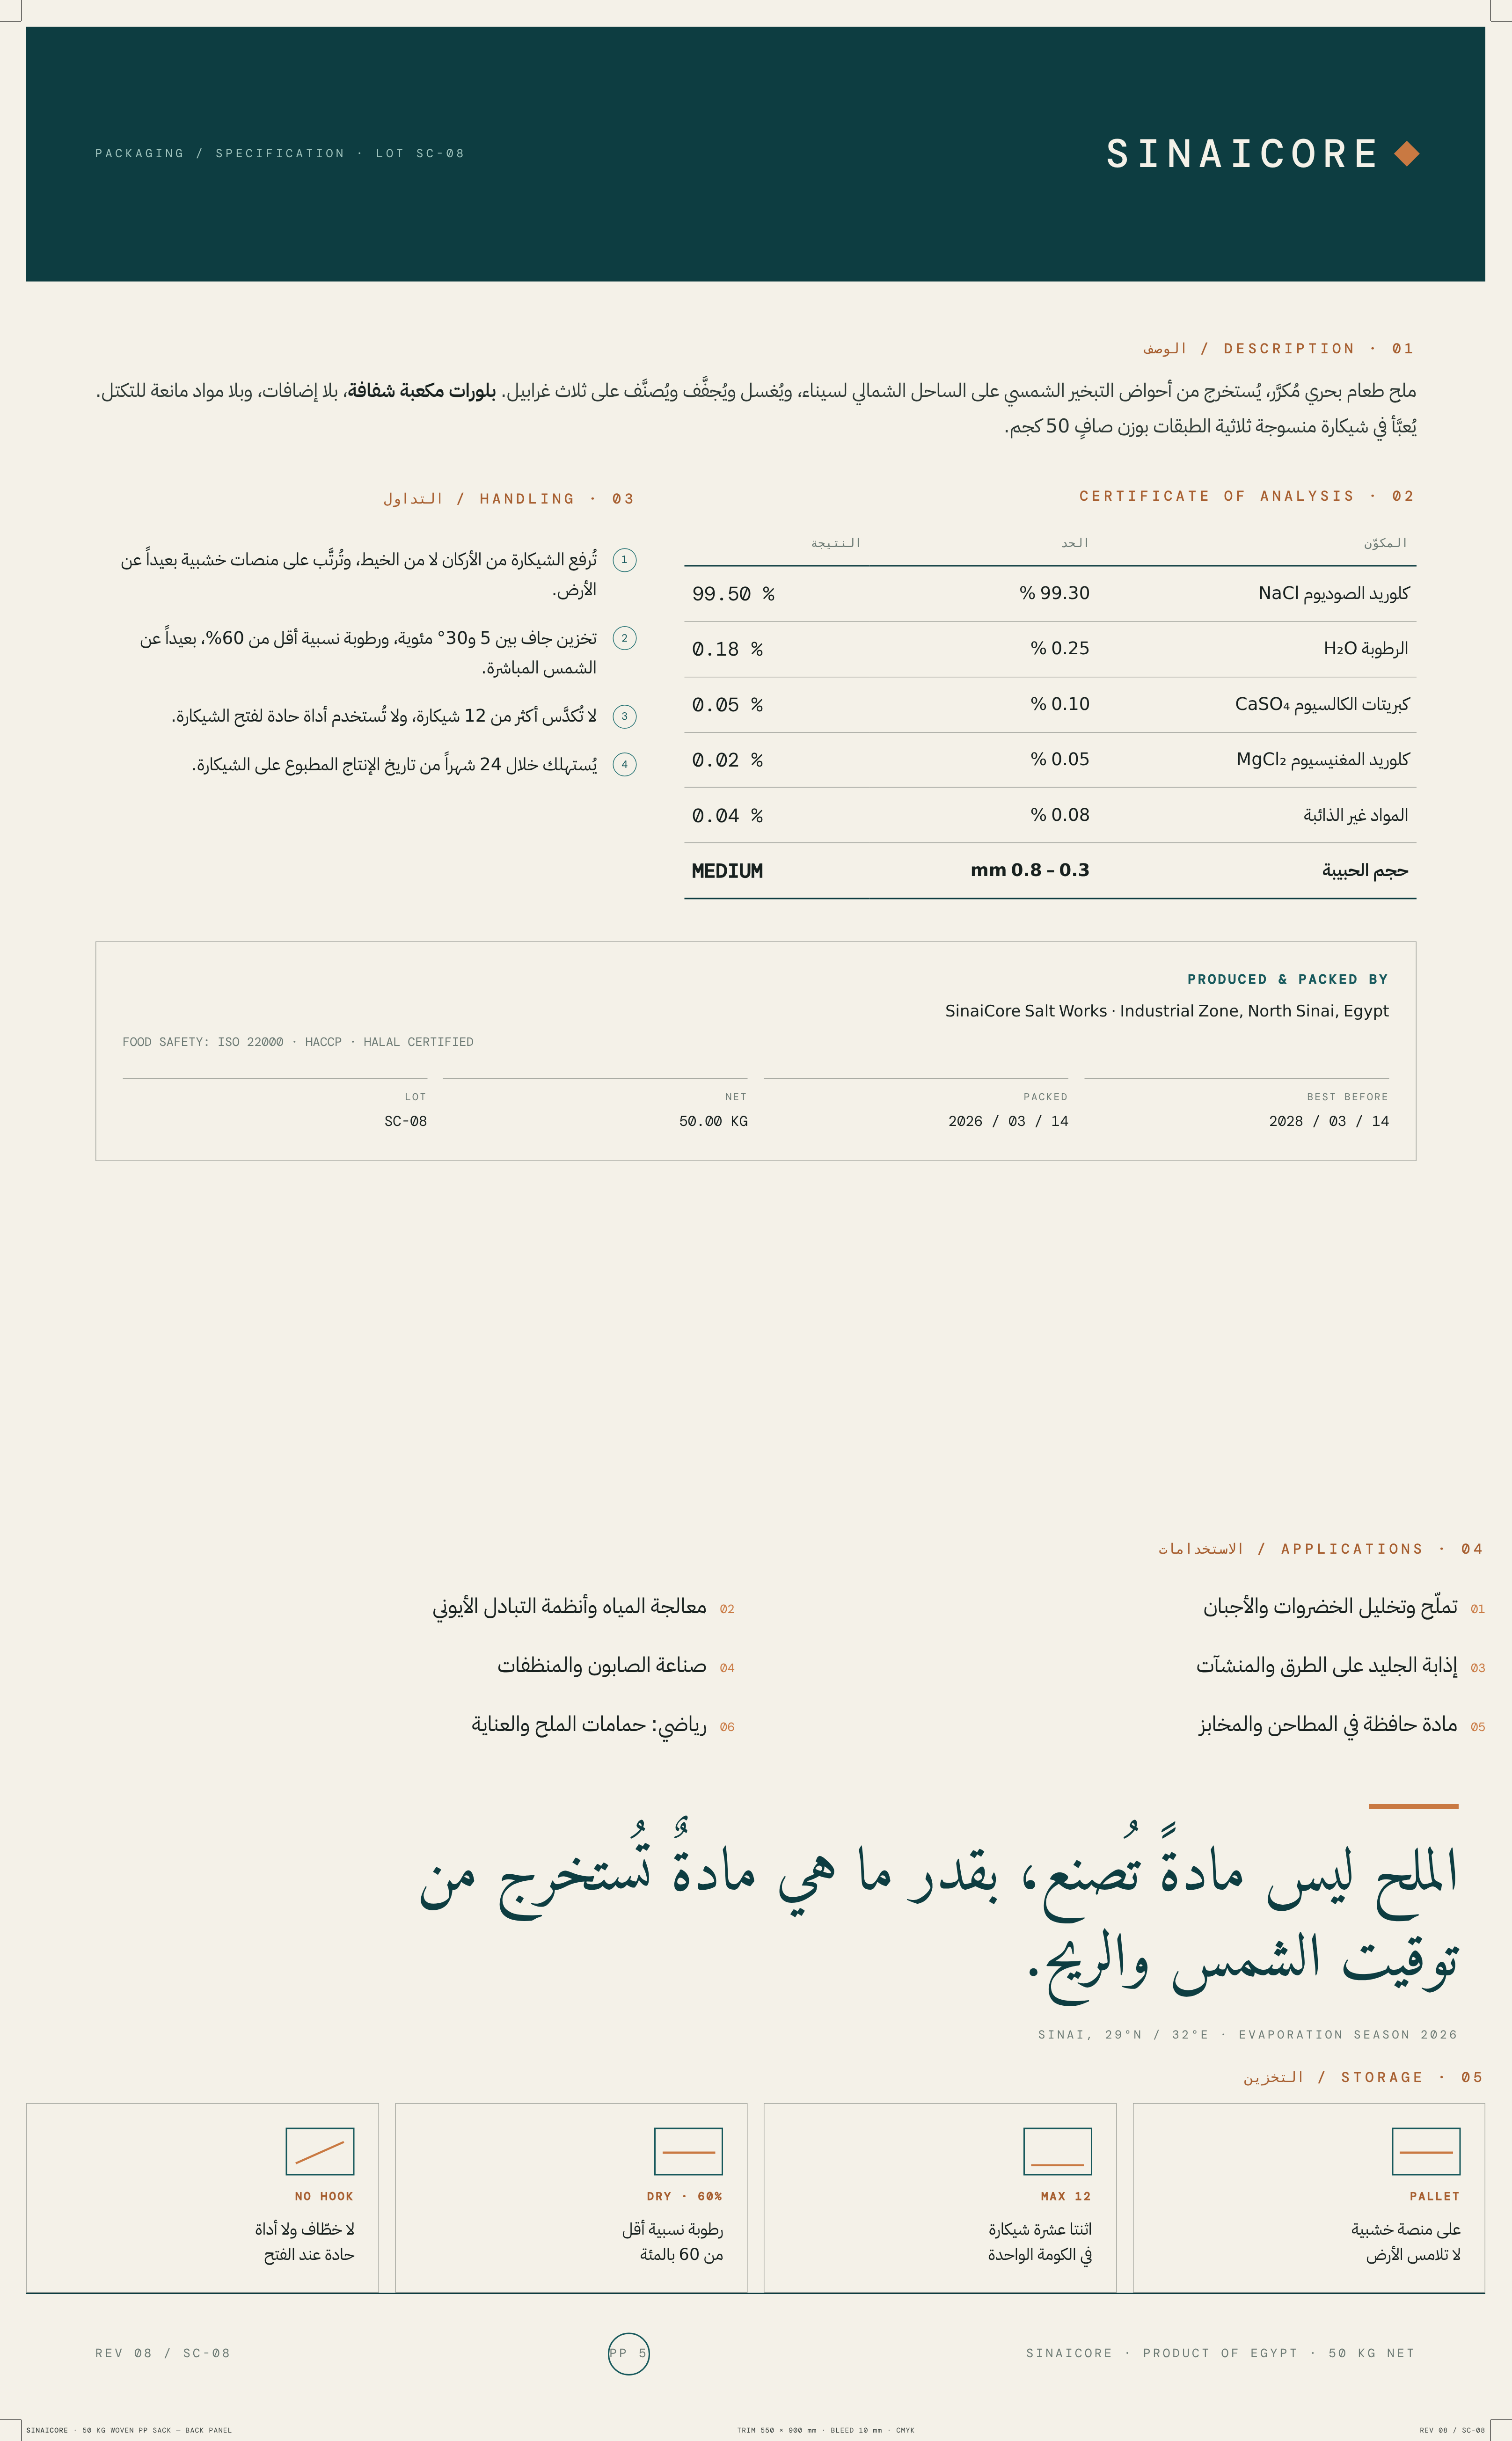 PACKAGING / SPECIFICATION · LOT SC-08
SINAICORE
01 · DESCRIPTION / الوصف
ملح طعام بحري مُكرَّر، يُستخرج من أحواض التبخير الشمسي على الساحل الشمالي لسيناء، ويُغسل ويُجفَّف ويُصنَّف على ثلاث غرابيل. بلورات مكعبة شفافة، بلا إضافات، وبلا مواد مانعة للتكتل.
يُعبَّأ في شيكارة منسوجة ثلاثية الطبقات بوزن صافٍ 50 كجم.
02 · CERTIFICATE OF ANALYSIS
المكوّن الحد النتيجة
كلوريد الصوديوم NaCl 99.30 % 99.50 %
الرطوبة H₂O 0.25 % 0.18 %
كبريتات الكالسيوم CaSO₄ 0.10 % 0.05 %
كلوريد المغنيسيوم MgCl₂ 0.05 % 0.02 %
المواد غير الذائبة 0.08 % 0.04 %
حجم الحبيبة 0.3 – 0.8 mm MEDIUM
03 · HANDLING / التداول
1 تُرفع الشيكارة من الأركان لا من الخيط، وتُرتَّب على منصات خشبية بعيداً عن
الأرض.
2 تخزين جاف بين 5 و30° مئوية، ورطوبة نسبية أقل من 60%، بعيداً عن
الشمس المباشرة.
3 لا تُكدَّس أكثر من 12 شيكارة، ولا تُستخدم أداة حادة لفتح الشيكارة.
4 يُستهلك خلال 24 شهراً من تاريخ الإنتاج المطبوع على الشيكارة.
PRODUCED & PACKED BY
SinaiCore Salt Works · Industrial Zone, North Sinai, Egypt
FOOD SAFETY: ISO 22000 · HACCP · HALAL CERTIFIED
BEST BEFORE
2028 / 03 / 14
PACKED
2026 / 03 / 14
NET
50.00 KG
LOT
SC-08
04 · APPLICATIONS / الاستخدامات
01 تملّح وتخليل الخضروات والأجبان
02 معالجة المياه وأنظمة التبادل الأيوني
03 إذابة الجليد على الطرق والمنشآت
04 صناعة الصابون والمنظفات
05 مادة حافظة في المطاحن والمخابز
06 رياضي: حمامات الملح والعناية
الملح ليس مادةً تُصنع، بقدر ما هي مادةٌ تُستخرج من
توقيت الشمس والريح.
SINAI, 29°N / 32°E · EVAPORATION SEASON 2026
05 · STORAGE / التخزين
PALLET
على منصة خشبية
لا تلامس الأرض
MAX 12
اثنتا عشرة شيكارة
في الكومة الواحدة
DRY · 60%
رطوبة نسبية أقل
من 60 بالمئة
NO HOOK
لا خطّاف ولا أداة
حادة عند الفتح
SINAICORE · PRODUCT OF EGYPT · 50 KG NET
PP 5
REV 08 / SC-08
SINAICORE · 50 KG WOVEN PP SACK — BACK PANEL
TRIM 550 × 900 mm · BLEED 10 mm · CMYK
REV 08 / SC-08